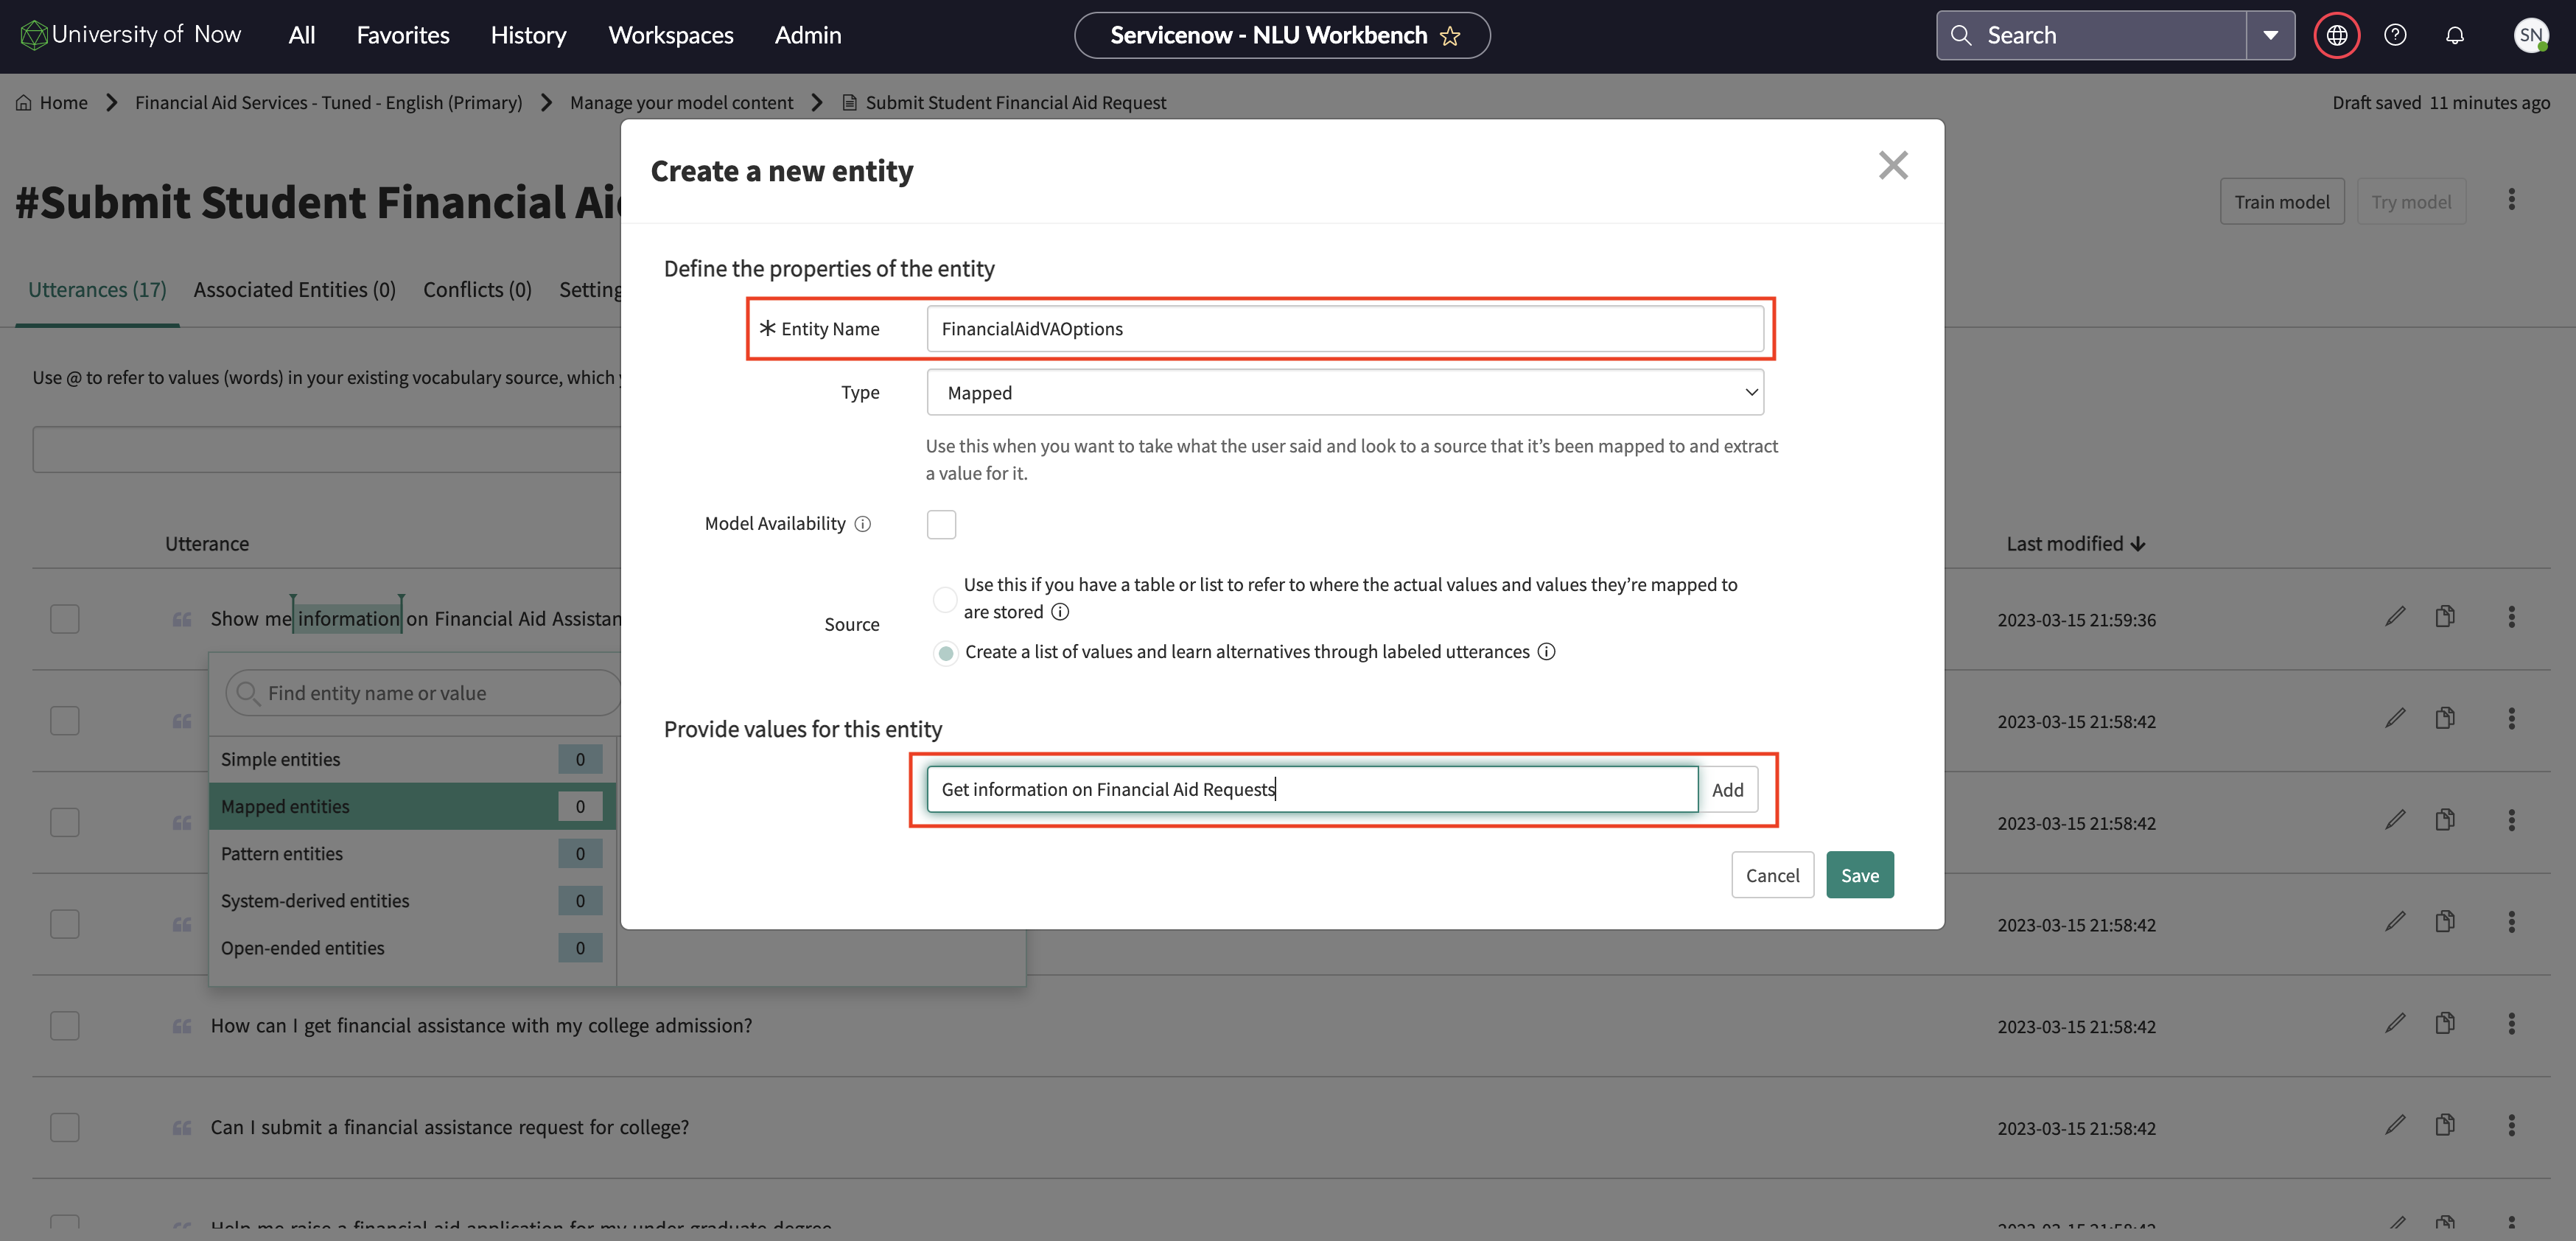 University of Now
All
Favorites
History
Workspaces
Admin
Servicenow - NLU Workbench
Search
SN
Home
Financial Aid Services - Tuned - English (Primary)
Manage your model content
Submit Student Financial Aid Request
Draft saved 11 minutes ago
#Submit Student Financial Ai
Train model
Try model
Create a new entity
Utterances (17)
Associated Entities (0)
Conflicts (0)
Setting
Define the properties of the entity
* Entity Name
FinancialAidVAOptions
Use @ to refer to values (words) in your existing vocabulary source, which
Type
Mapped
Use this when you want to take what the user said and look to a source that it’s been mapped to and extract
a value for it.
Model Availability
Utterance
Last modified
Source
Use this if you have a table or list to refer to where the actual values and values they’re mapped to
are stored
Create a list of values and learn alternatives through labeled utterances
Show me information on Financial Aid Assistan
2023-03-15 21:59:36
Find entity name or value
2023-03-15 21:58:42
Provide values for this entity
Get information on Financial Aid Requests
Add
Simple entities 0
Mapped entities 0
Pattern entities 0
System-derived entities 0
Open-ended entities 0
2023-03-15 21:58:42
Cancel
Save
2023-03-15 21:58:42
How can I get financial assistance with my college admission?
2023-03-15 21:58:42
Can I submit a financial assistance request for college?
2023-03-15 21:58:42
Help me raise a financial aid application for my under graduate degree
2023-03-15 21:58:42